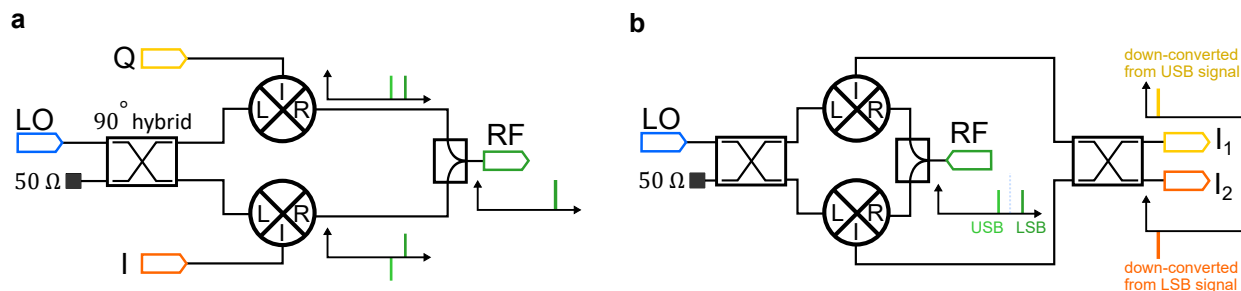 a
Q
I
L
R
LO
90° hybrid
RF
50 Ω
L
R
I
I
b
down-converted
from USB signal
I
L
R
LO
RF
I₁
50 Ω
I₂
L
R
I
USB
LSB
down-converted
from LSB signal